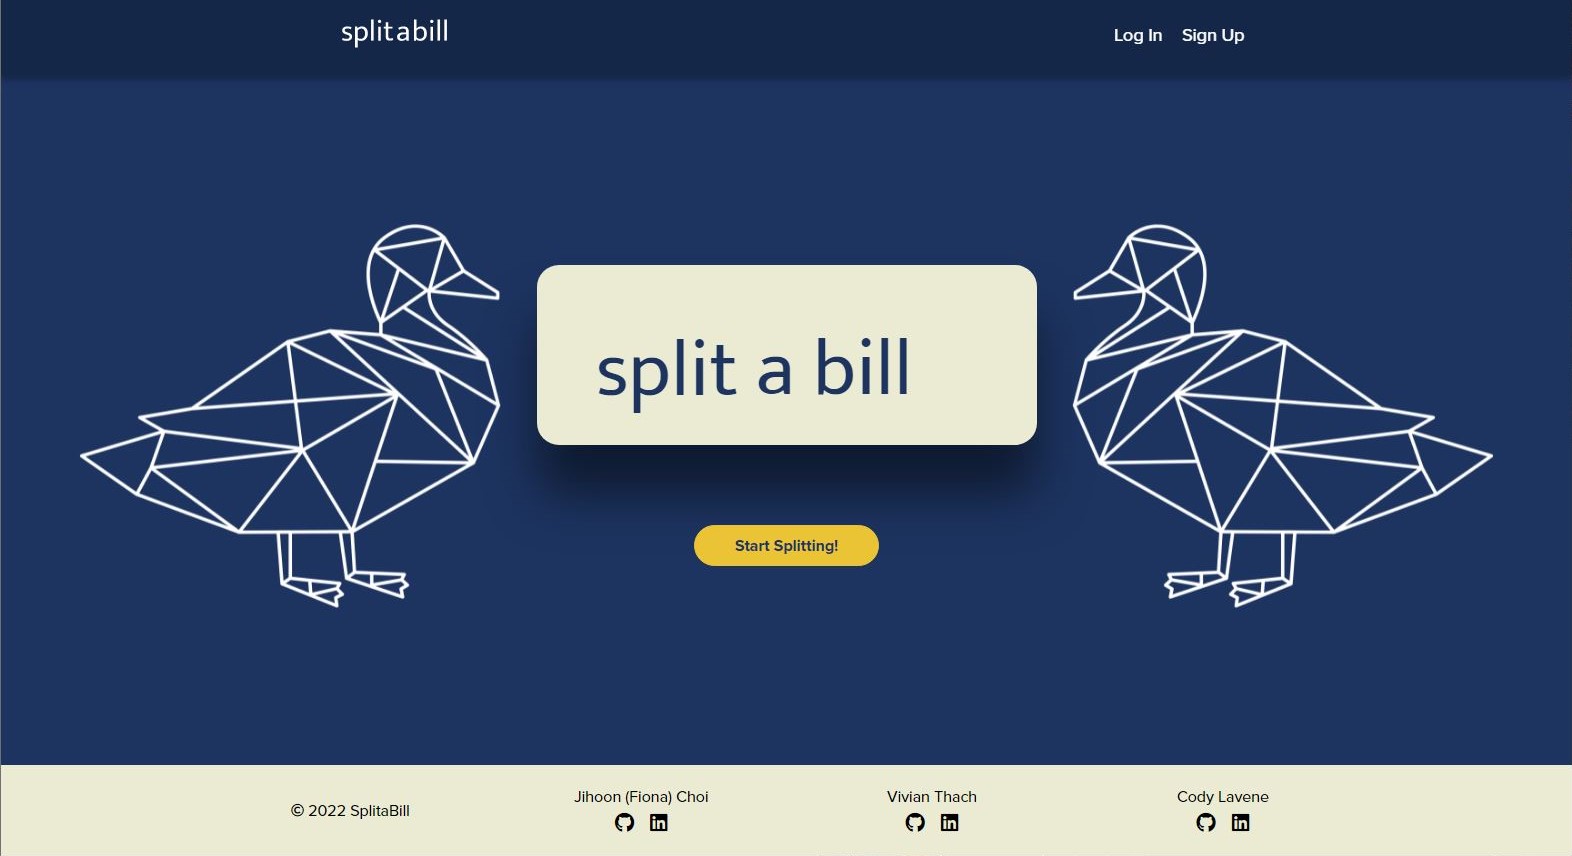 splitabill
Log In Sign Up
split a bill
Start Splitting!
© 2022 SplitaBill
Jihoon (Fiona) Choi
Vivian Thach
Cody Lavene